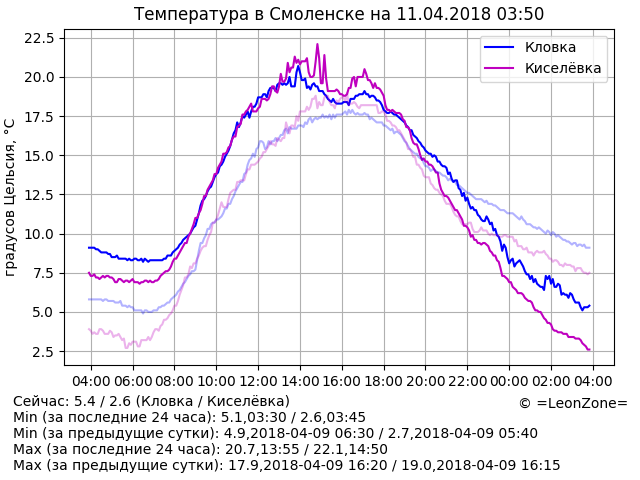 Температура в Смоленске на 11.04.2018 03:50
градусов Цельсия, °C
22.5
20.0
17.5
15.0
12.5
10.0
7.5
5.0
2.5
Кловка
Киселёвка
04:00 06:00 08:00 10:00 12:00 14:00 16:00 18:00 20:00 22:00 00:00 02:00 04:00
Сейчас: 5.4 / 2.6 (Кловка / Киселёвка)
© =LeonZone=
Min (за последние 24 часа): 5.1,03:30 / 2.6,03:45
Min (за предыдущие сутки): 4.9,2018-04-09 06:30 / 2.7,2018-04-09 05:40
Max (за последние 24 часа): 20.7,13:55 / 22.1,14:50
Max (за предыдущие сутки): 17.9,2018-04-09 16:20 / 19.0,2018-04-09 16:15